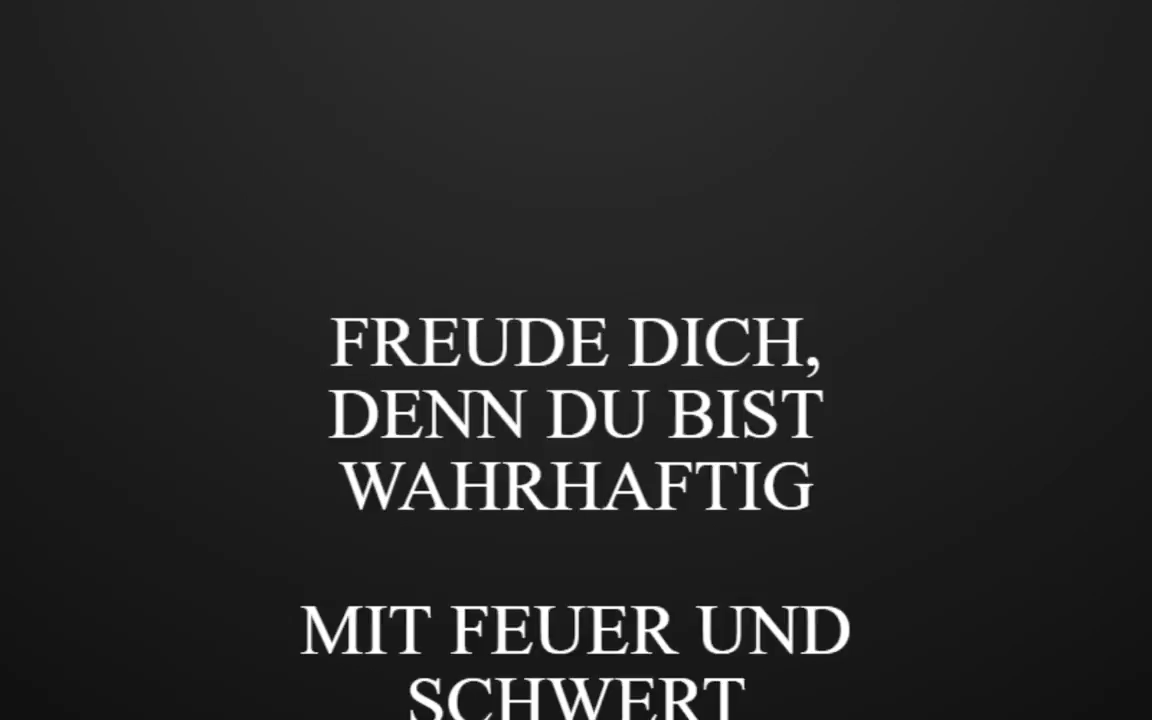 FREUDE DICH,
DENN DU BIST
WAHRHAFTIG
MIT FEUER UND
SCHWERT